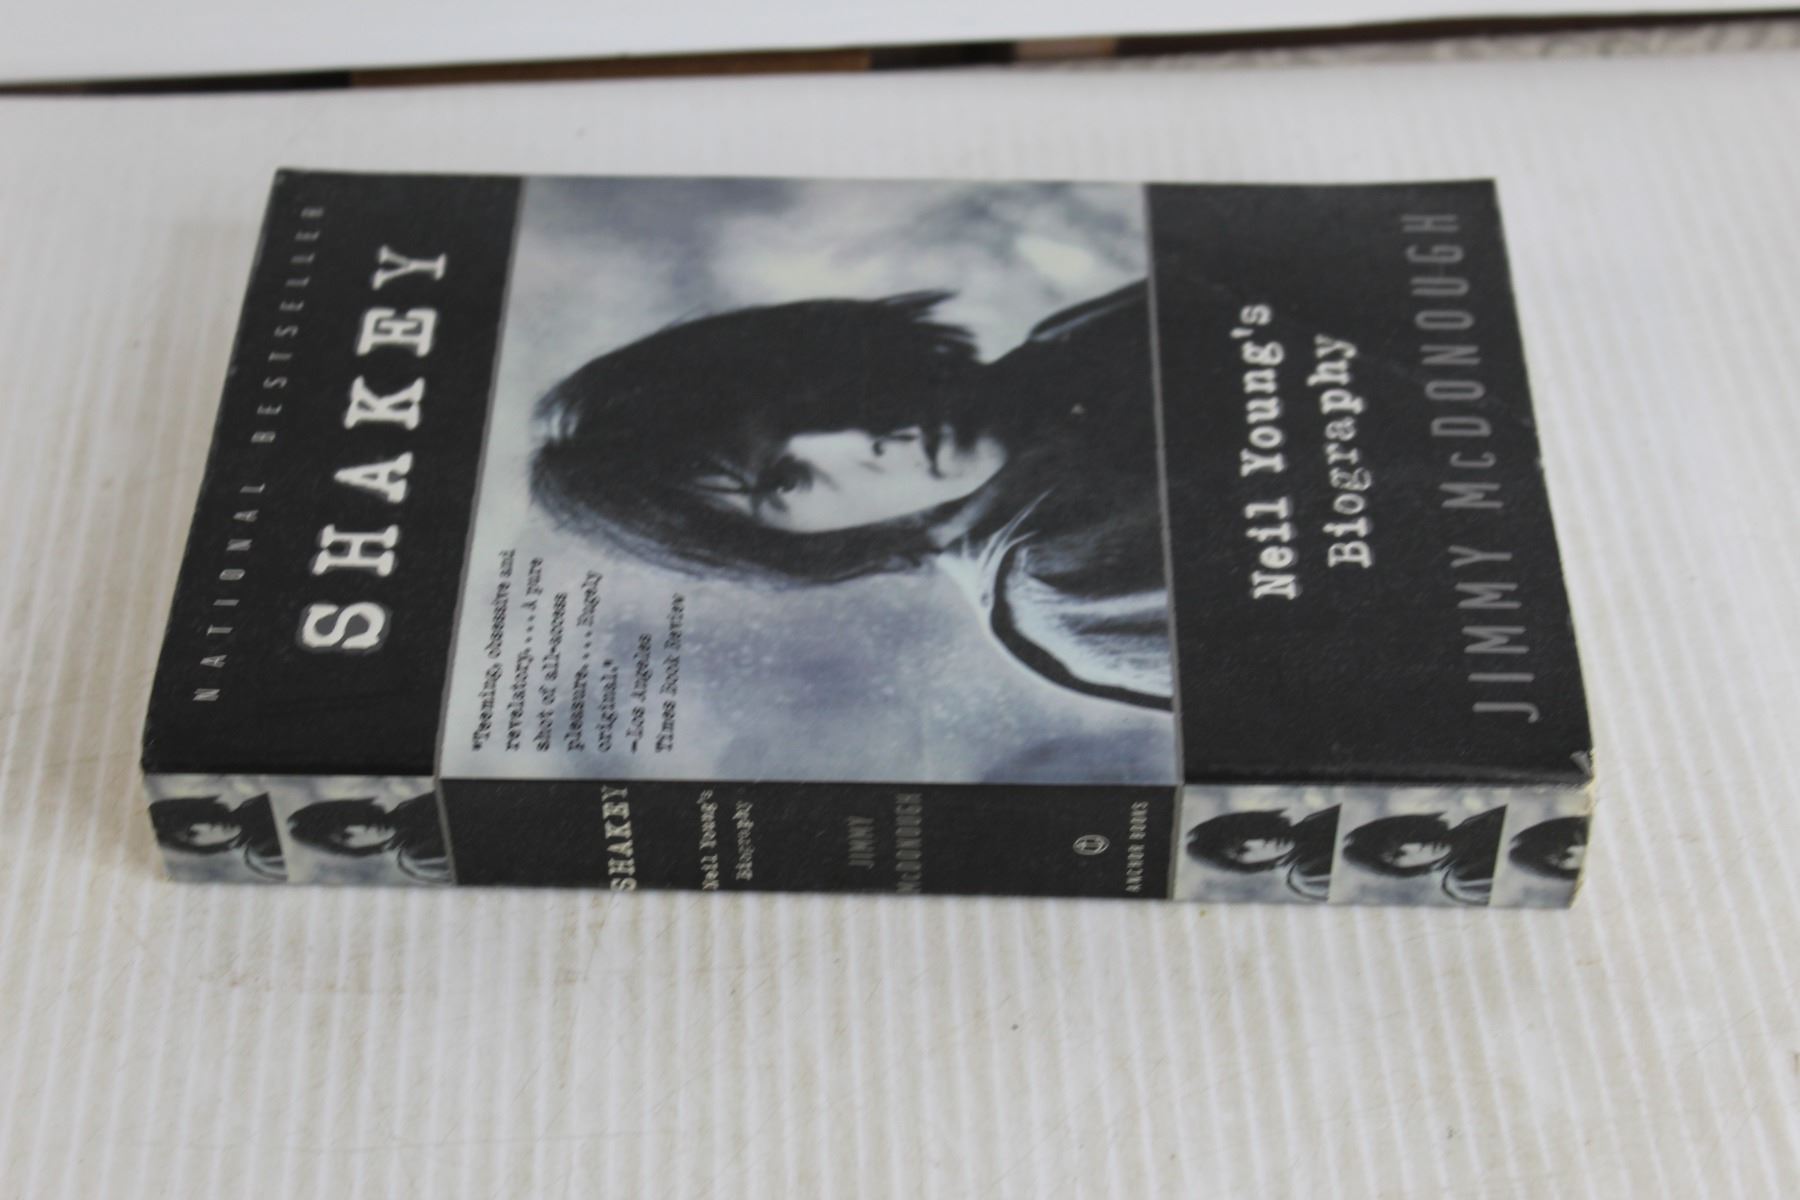 NATIONAL BESTSELLER
SHAKEY
"Teeming, obsessive and
revelatory. . . . A pure
shot of all-access
pleasure. . . . Hugely
original."
—Los Angeles
Times Book Review
Neil Young's
Biography
JIMMY McDONOUGH
SHAKEY
Neil Young's
Biography
JIMMY
McDONOUGH
ANCHOR BOOKS